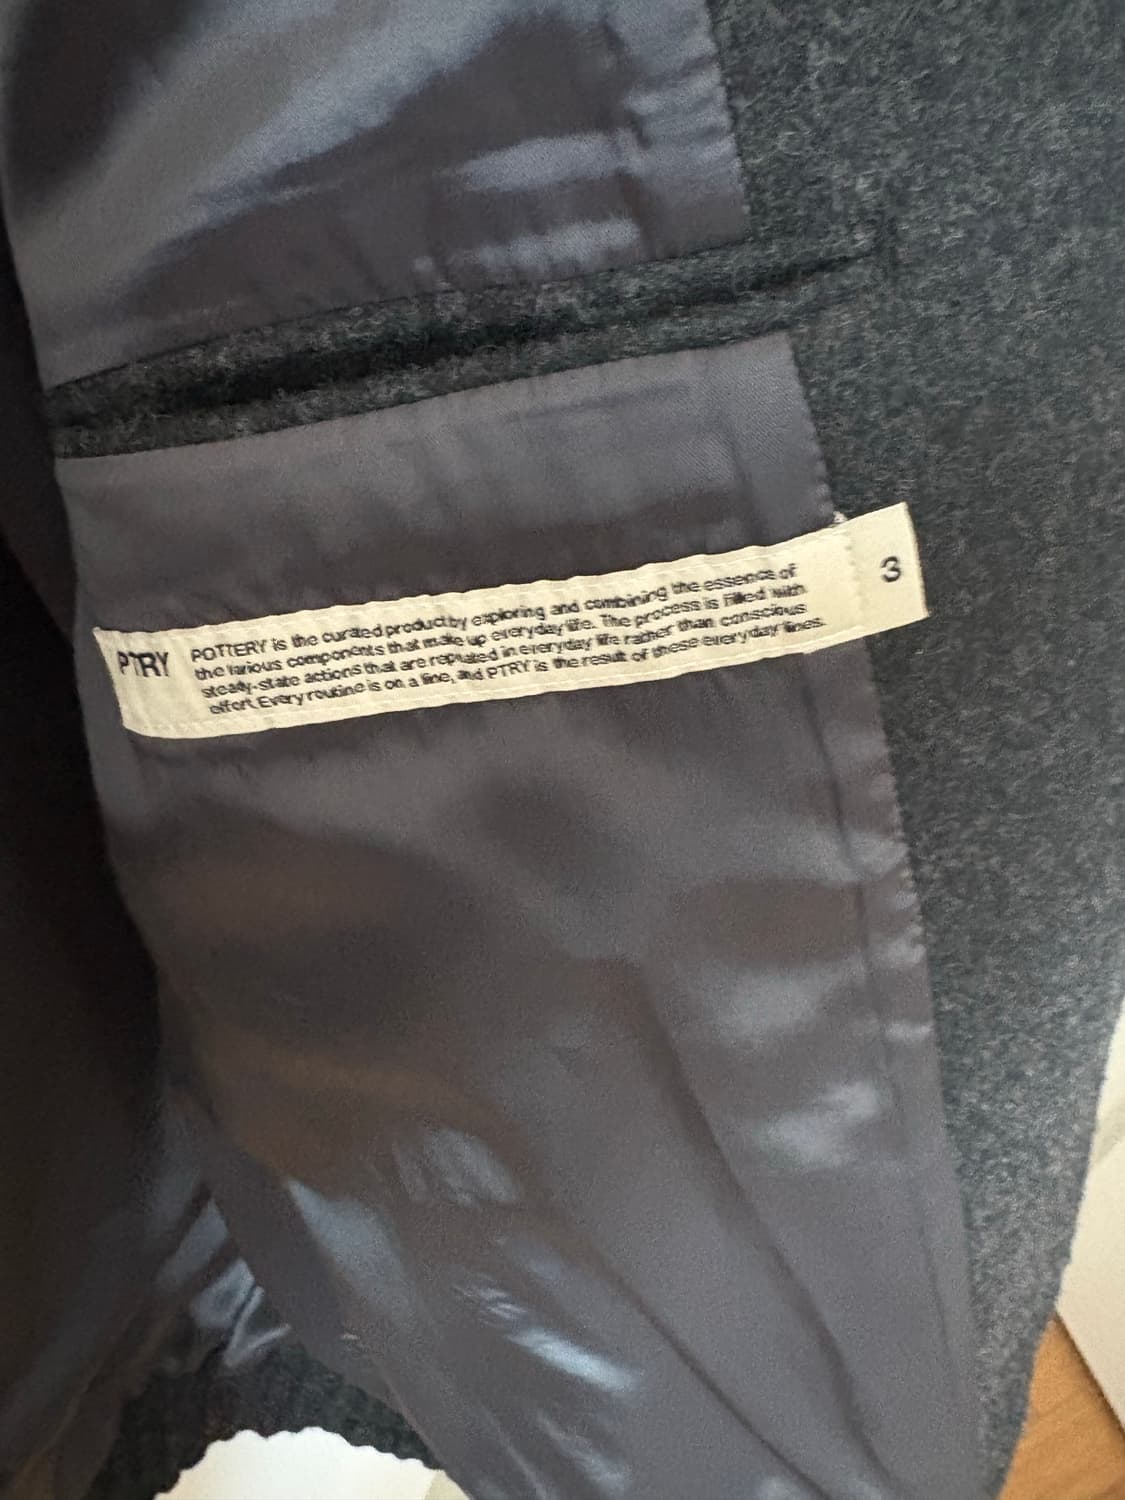 PTRY
POTTERY is the curated product by exploring and combining the essence of
the various components that make up everyday life. The process is filled with
steady-state actions that are repeated in everyday life rather than conscious
effort. Every routine is on a line, and PTRY is the result of these everyday lines.
3